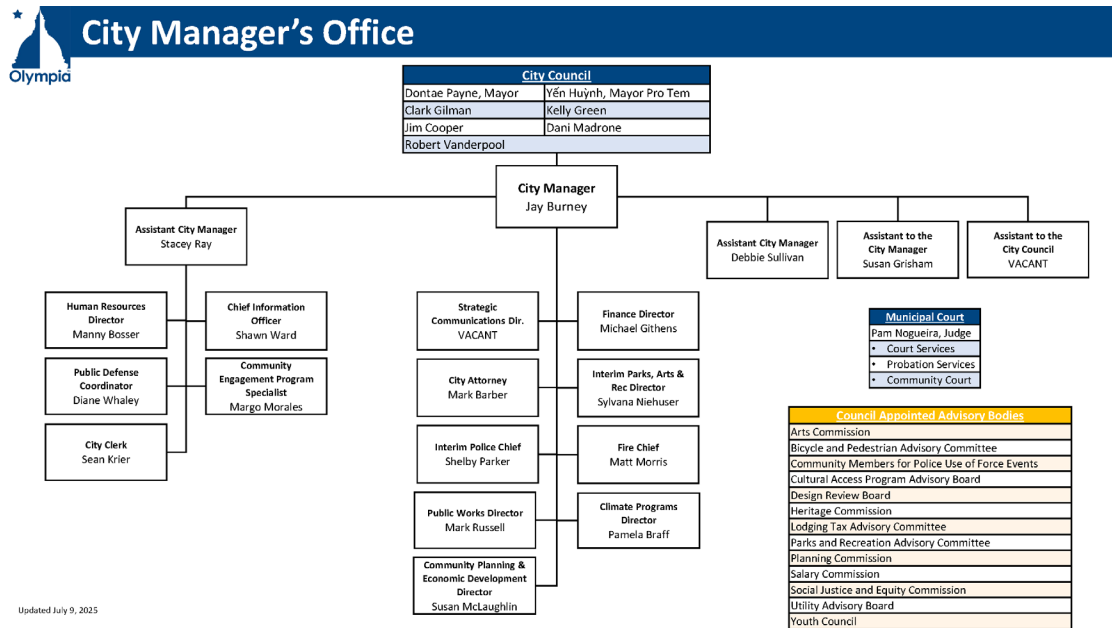 City Manager's Office
Olympia
City Council
Dontae Payne, Mayor
Yến Huỳnh, Mayor Pro Tem
Clark Gilman
Kelly Green
Jim Cooper
Dani Madrone
Robert Vanderpool
City Manager
Jay Burney
Assistant City Manager
Stacey Ray
Assistant City Manager
Debbie Sullivan
Assistant to the
City Manager
Susan Grisham
Assistant to the
City Council
VACANT
Human Resources
Director
Manny Bosser
Chief Information
Officer
Shawn Ward
Public Defense
Coordinator
Diane Whaley
Community
Engagement Program
Specialist
Margo Morales
City Clerk
Sean Krier
Strategic
Communications Dir.
VACANT
Finance Director
Michael Githens
City Attorney
Mark Barber
Interim Parks, Arts &
Rec Director
Sylvana Niehuser
Interim Police Chief
Shelby Parker
Fire Chief
Matt Morris
Public Works Director
Mark Russell
Climate Programs
Director
Pamela Braff
Community Planning &
Economic Development
Director
Susan McLaughlin
Municipal Court
Pam Nogueira, Judge
• Court Services
• Probation Services
• Community Court
Council Appointed Advisory Bodies
Arts Commission
Bicycle and Pedestrian Advisory Committee
Community Members for Police Use of Force Events
Cultural Access Program Advisory Board
Design Review Board
Heritage Commission
Lodging Tax Advisory Committee
Parks and Recreation Advisory Committee
Planning Commission
Salary Commission
Social Justice and Equity Commission
Utility Advisory Board
Youth Council
Updated July 9, 2025